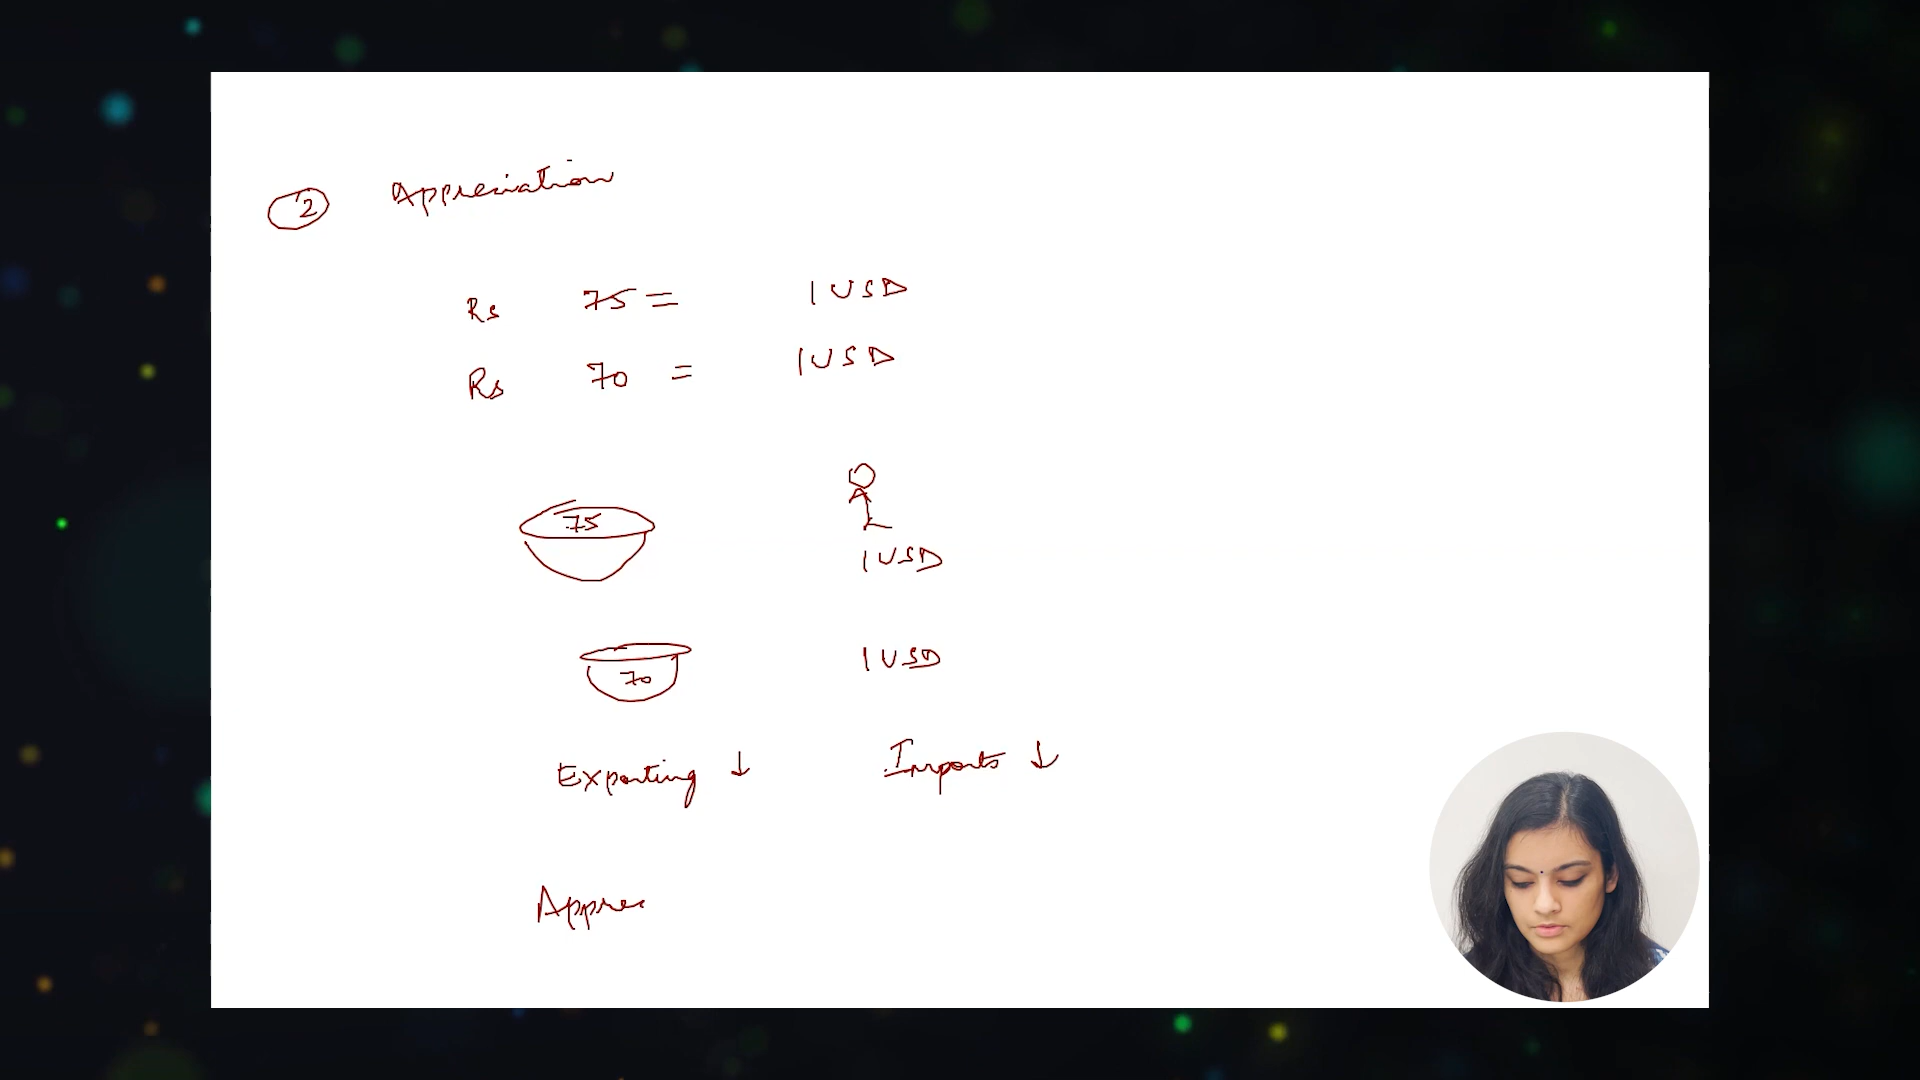 2 Appreciation
Rs 75 = 1 USD
Rs 70 = 1 USD
75
1 USD
70 1 USD
Exporting ↓ Imports ↓
Appre